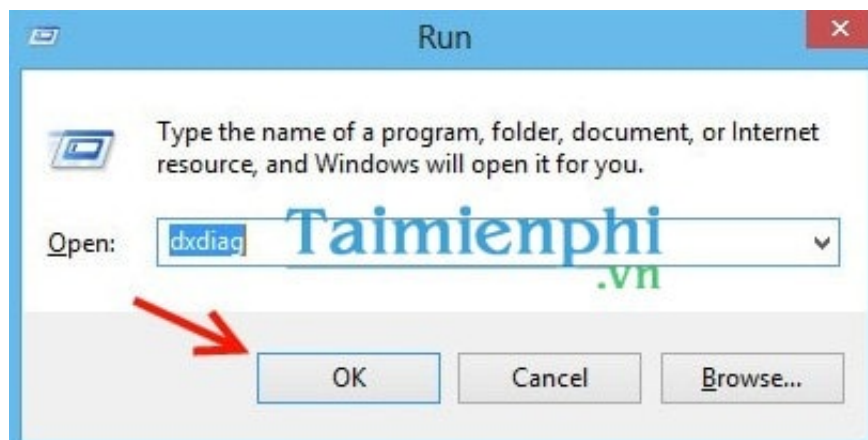 Run
Type the name of a program, folder, document, or Internet
resource, and Windows will open it for you.
Open: dxdiag
Taimienphi
.vn
OK Cancel Browse...